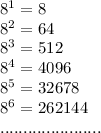 8¹ = 8
8² = 64
8³ = 512
8⁴ = 4096
8⁵ = 32678
8⁶ = 262144
......................